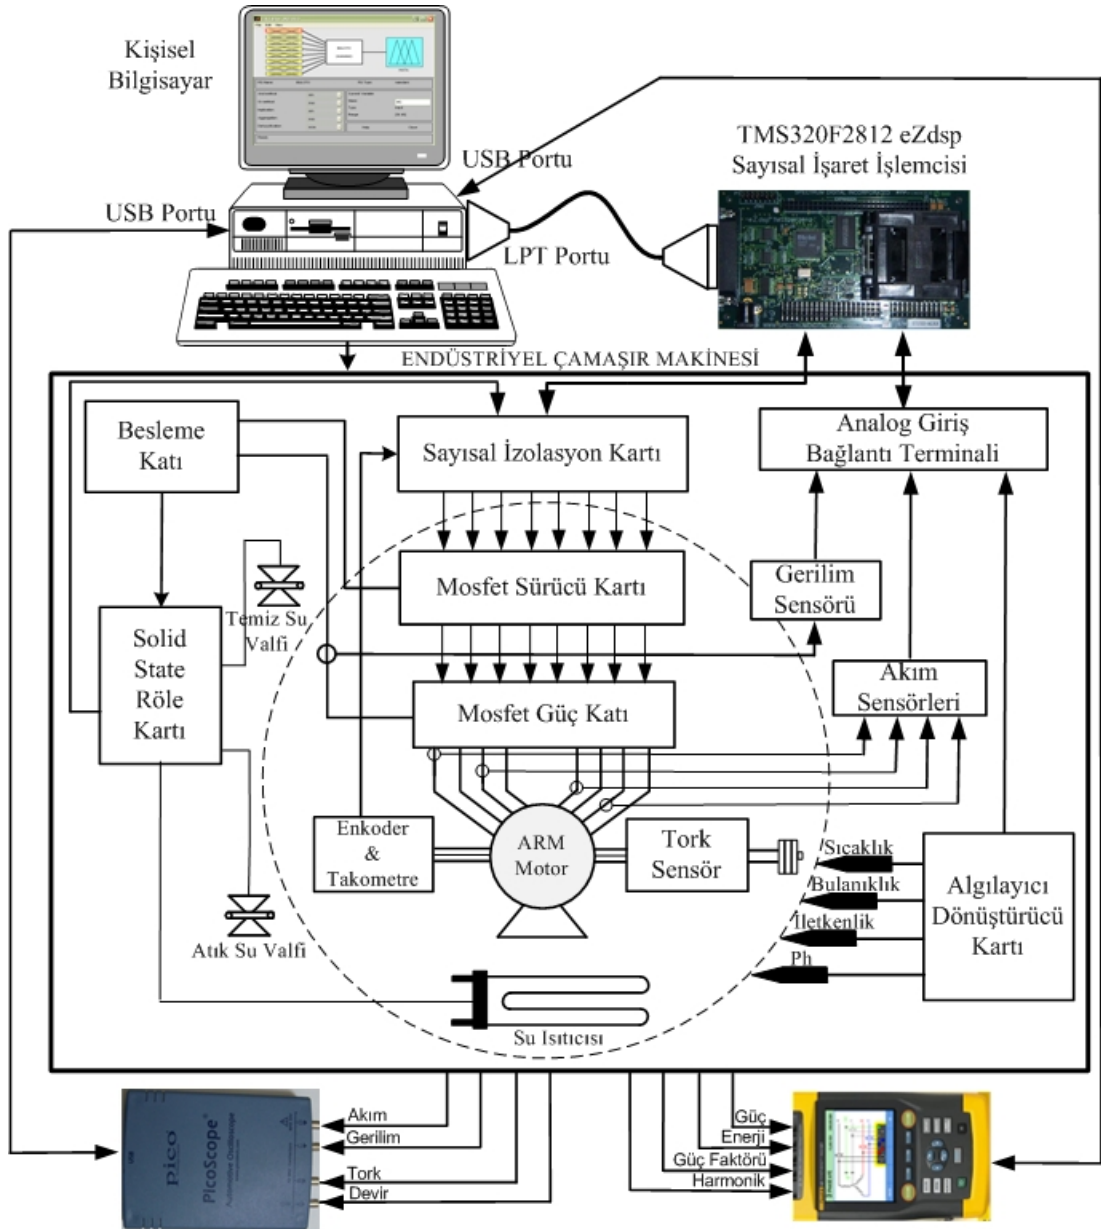 Kişisel
Bilgisayar
USB Portu
TMS320F2812 eZdsp
Sayısal İşaret İşlemcisi
USB Portu
LPT Portu
ENDÜSTRİYEL ÇAMAŞIR MAKİNESİ
Besleme
Katı
Sayısal İzolasyon Kartı
Analog Giriş
Bağlantı Terminali
Mosfet Sürücü Kartı
Gerilim
Sensörü
Temiz Su
Valfi
Solid
State
Röle
Kartı
Mosfet Güç Katı
Akım
Sensörleri
Enkoder
&
Takometre
ARM
Motor
Tork
Sensör
Sıcaklık
Bulanıklık
İletkenlik
Ph
Algılayıcı
Dönüştürücü
Kartı
Atık Su Valfi
Su Isıtıcısı
Akım
Gerilim
Tork
Devir
Güç
Enerji
Güç Faktörü
Harmonik
pico
PicoScope®
Automotive Oscilloscope
USB